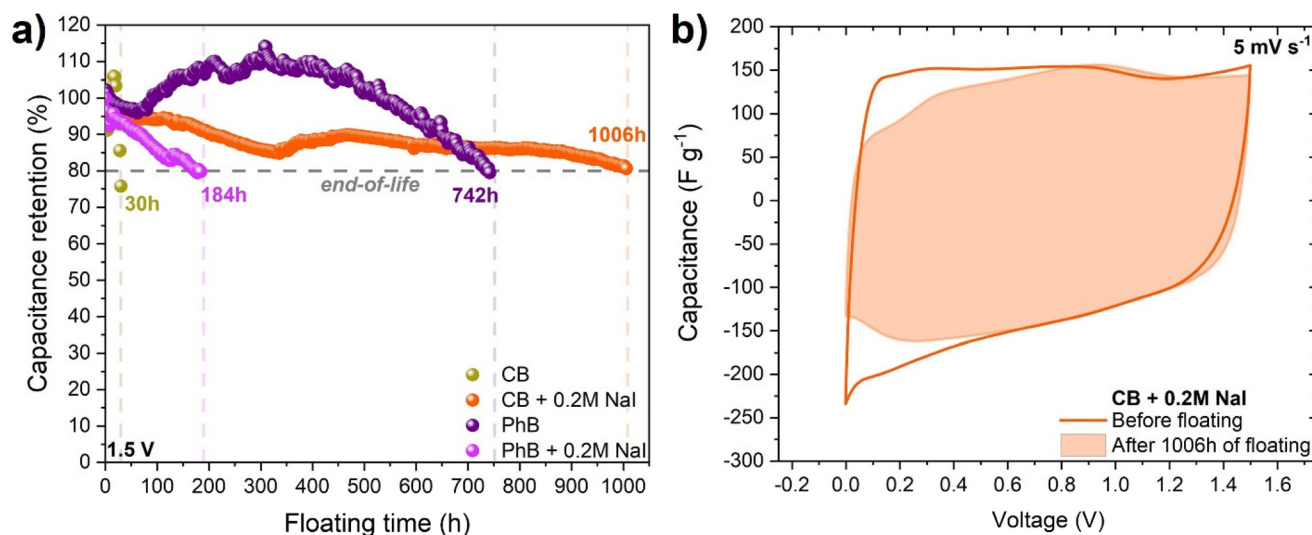 a)
120
110
100
90
80
70
60
50
40
30
20
10
0
Capacitance retention (%)
1006h
end-of-life
30h
184h
742h
CB
CB + 0.2M NaI
PhB
PhB + 0.2M NaI
1.5 V
0 100 200 300 400 500 600 700 800 900 1000
Floating time (h)
b)
200
150
100
50
0
-50
-100
-150
-200
-250
-300
Capacitance (F g⁻¹)
5 mV s⁻¹
CB + 0.2M NaI
Before floating
After 1006h of floating
-0.2 0.0 0.2 0.4 0.6 0.8 1.0 1.2 1.4 1.6
Voltage (V)